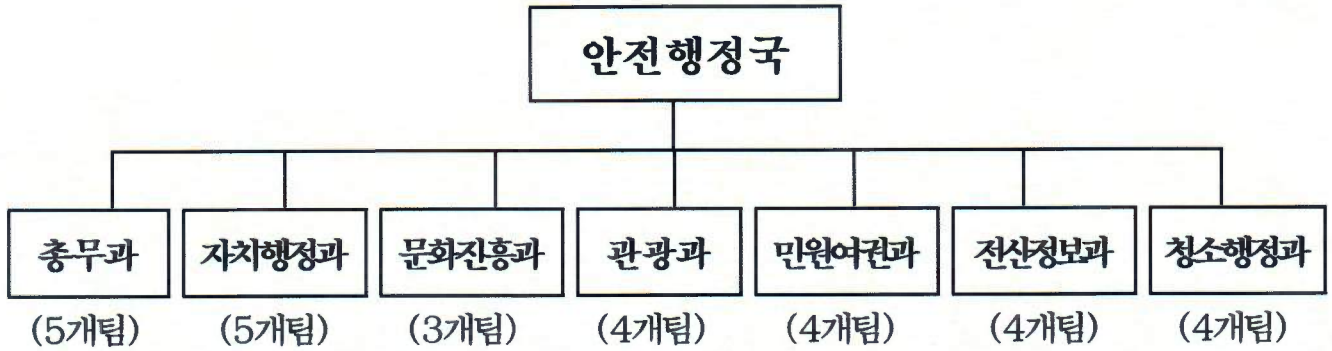 안전행정국
총무과 자치행정과 문화진흥과 관광과 민원여권과 전산정보과 청소행정과
(5개팀) (5개팀) (3개팀) (4개팀) (4개팀) (4개팀) (4개팀)